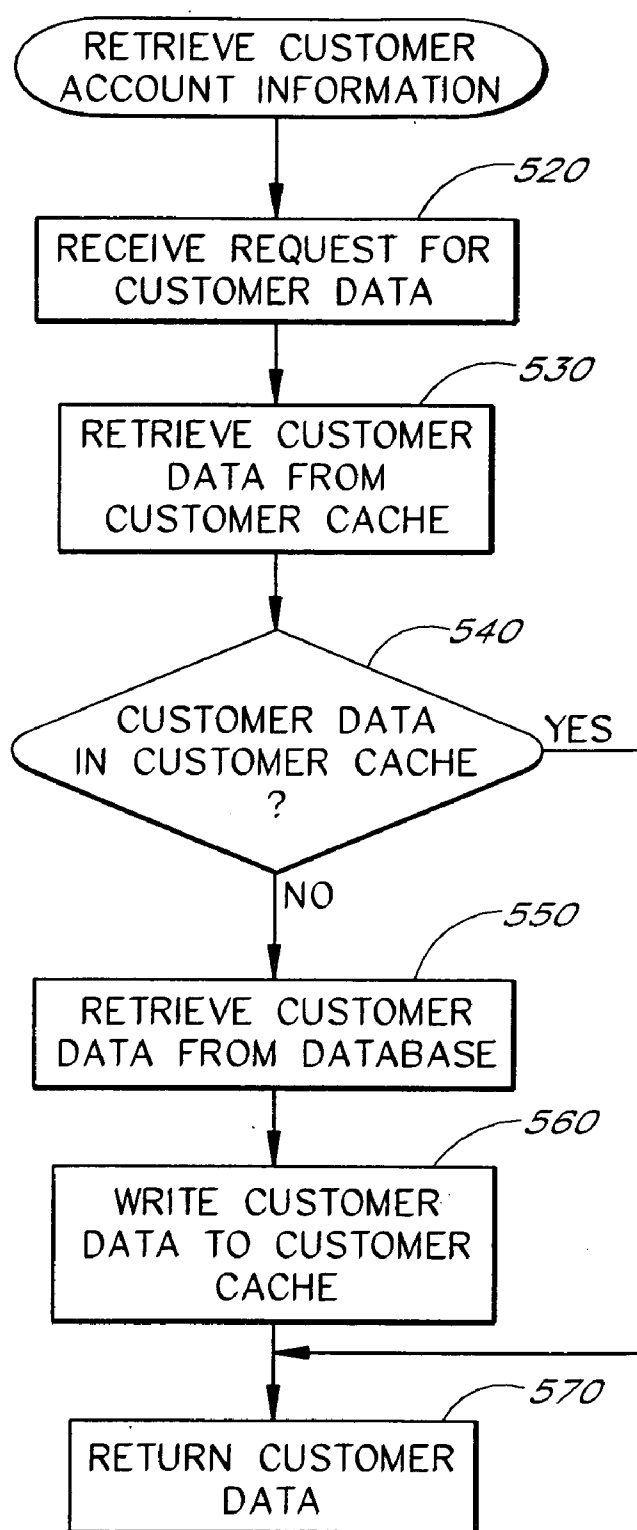 RETRIEVE CUSTOMER
ACCOUNT INFORMATION
520
RECEIVE REQUEST FOR
CUSTOMER DATA
530
RETRIEVE CUSTOMER
DATA FROM
CUSTOMER CACHE
540
CUSTOMER DATA
IN CUSTOMER CACHE
?
YES
NO
550
RETRIEVE CUSTOMER
DATA FROM DATABASE
560
WRITE CUSTOMER
DATA TO CUSTOMER
CACHE
570
RETURN CUSTOMER
DATA